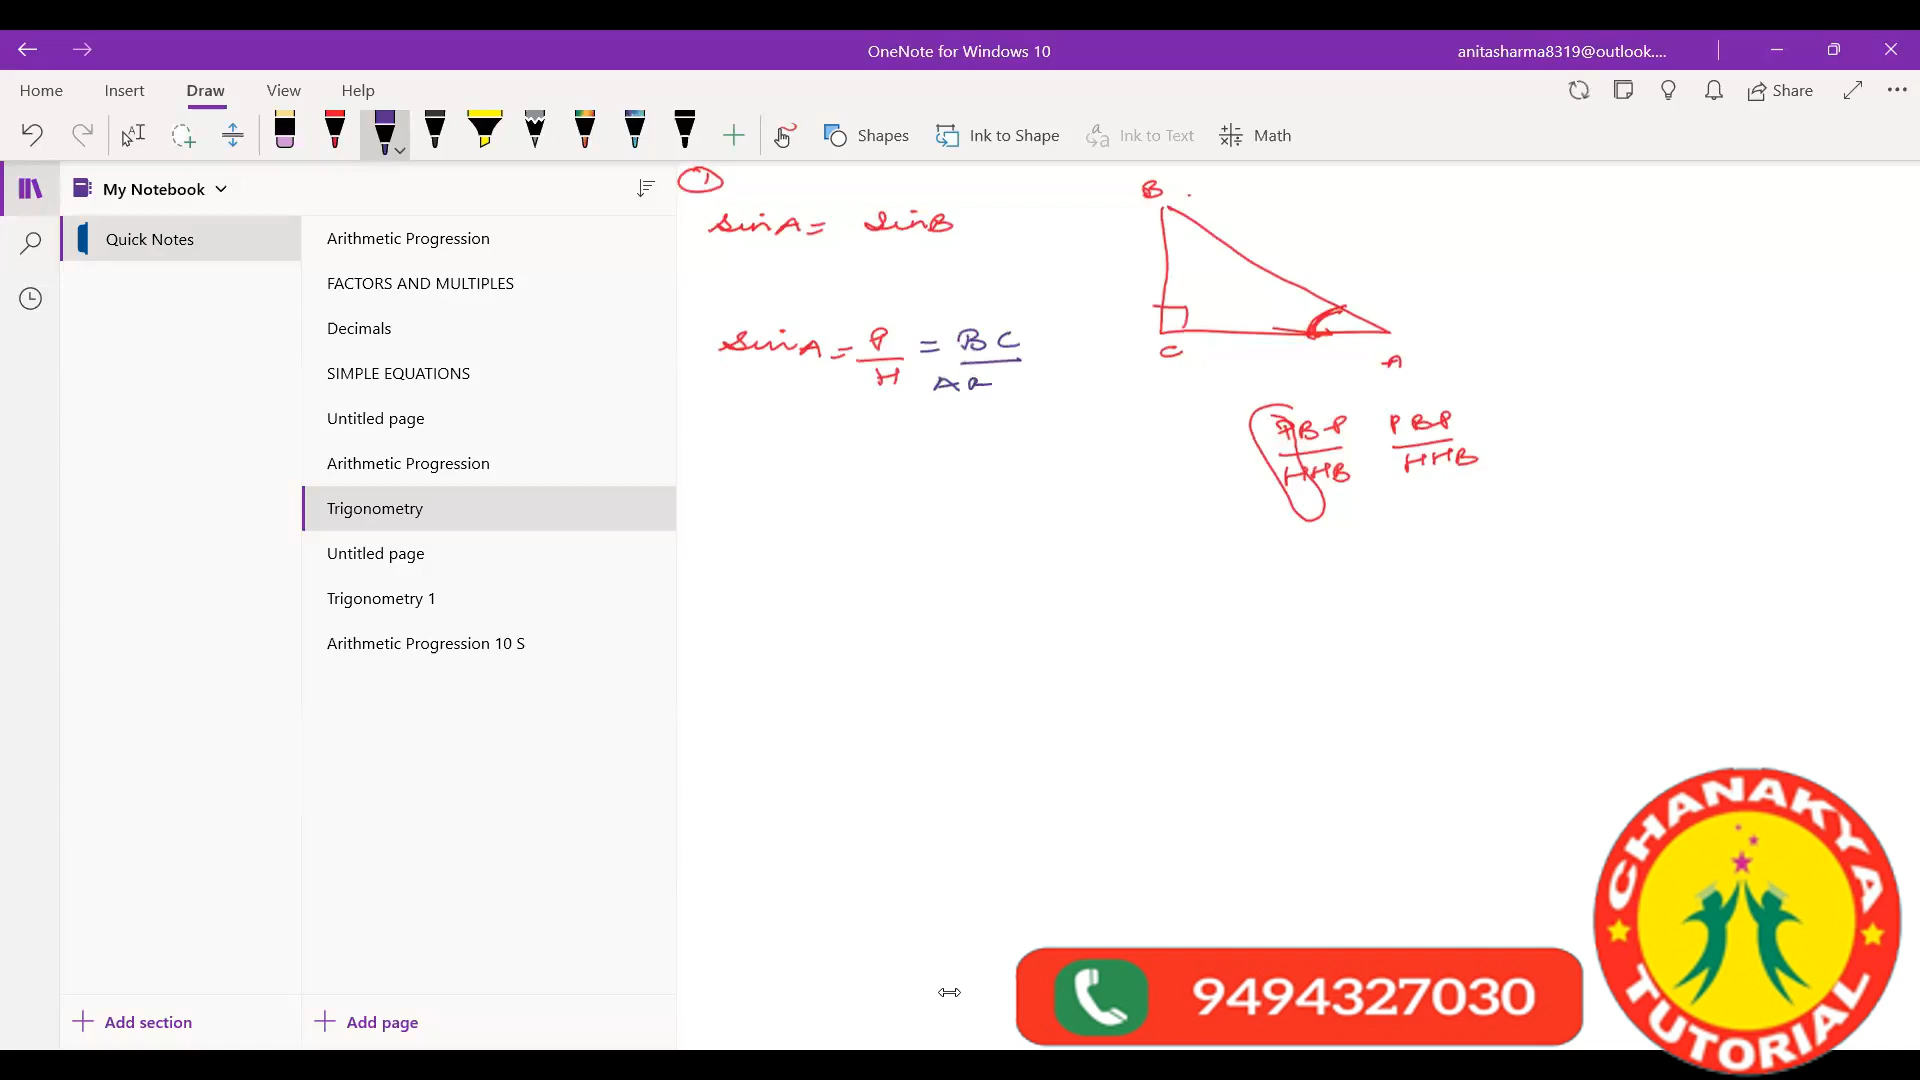 OneNote for Windows 10
anitasharma8319@outlook....
Home Insert Draw View Help
Share
Shapes Ink to Shape Ink to Text Math
My Notebook
Quick Notes
Arithmetic Progression
FACTORS AND MULTIPLES
Decimals
SIMPLE EQUATIONS
Untitled page
Arithmetic Progression
Trigonometry
Untitled page
Trigonometry 1
Arithmetic Progression 10 S
Add section
Add page
1
sinA = sinB
sinA = P = BC
H
B
C
A
PBP PBP
HHB HHB
9494327030
CHANAKYA
TUTORIAL